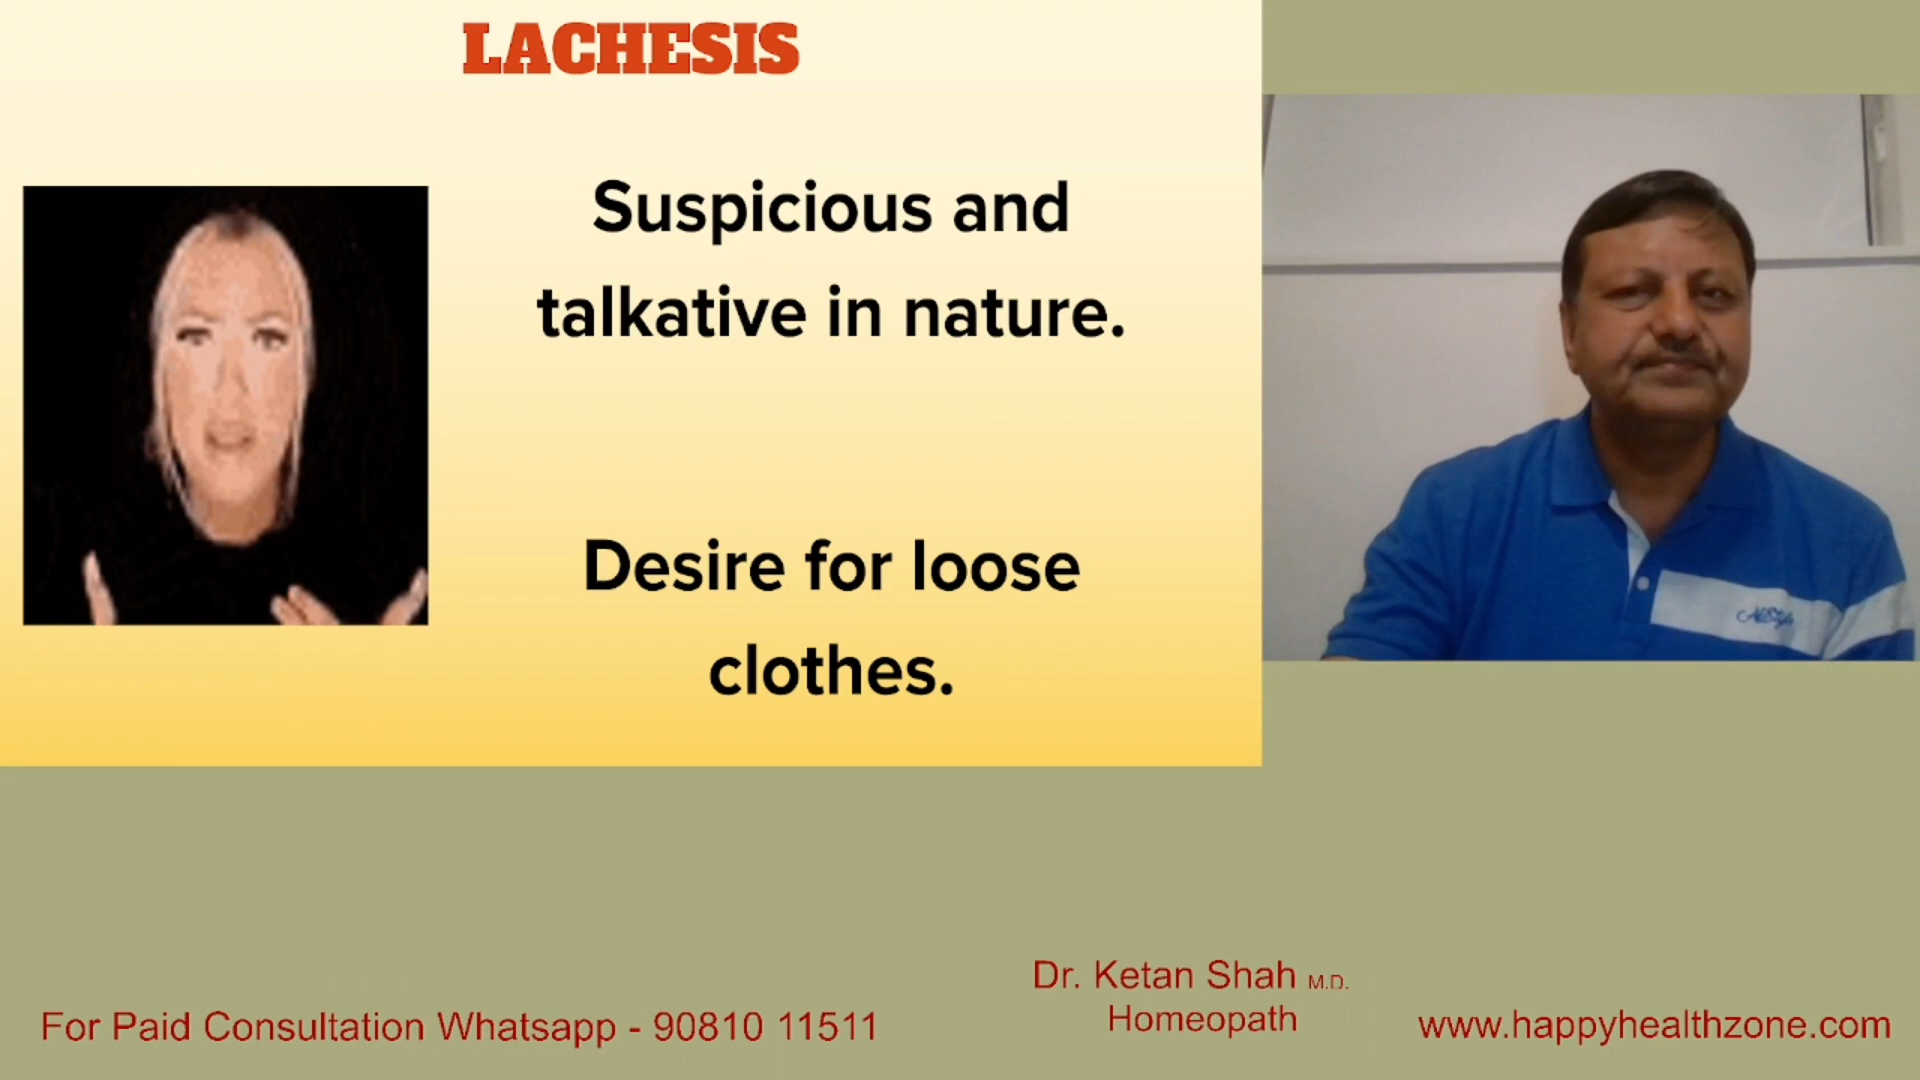 LACHESIS
Suspicious and
talkative in nature.
Desire for loose
clothes.
Dr. Ketan Shah M.D.
Homeopath
For Paid Consultation Whatsapp - 90810 11511
www.happyhealthzone.com